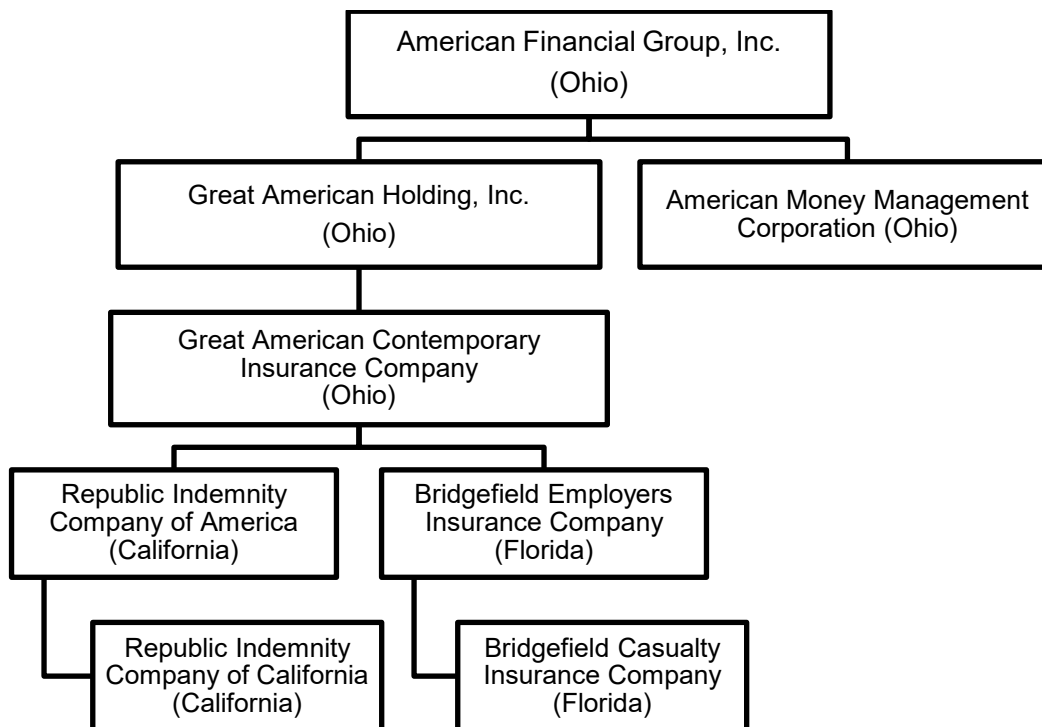 American Financial Group, Inc.
(Ohio)
Great American Holding, Inc.
(Ohio)
American Money Management
Corporation (Ohio)
Great American Contemporary
Insurance Company
(Ohio)
Republic Indemnity
Company of America
(California)
Bridgefield Employers
Insurance Company
(Florida)
Republic Indemnity
Company of California
(California)
Bridgefield Casualty
Insurance Company
(Florida)